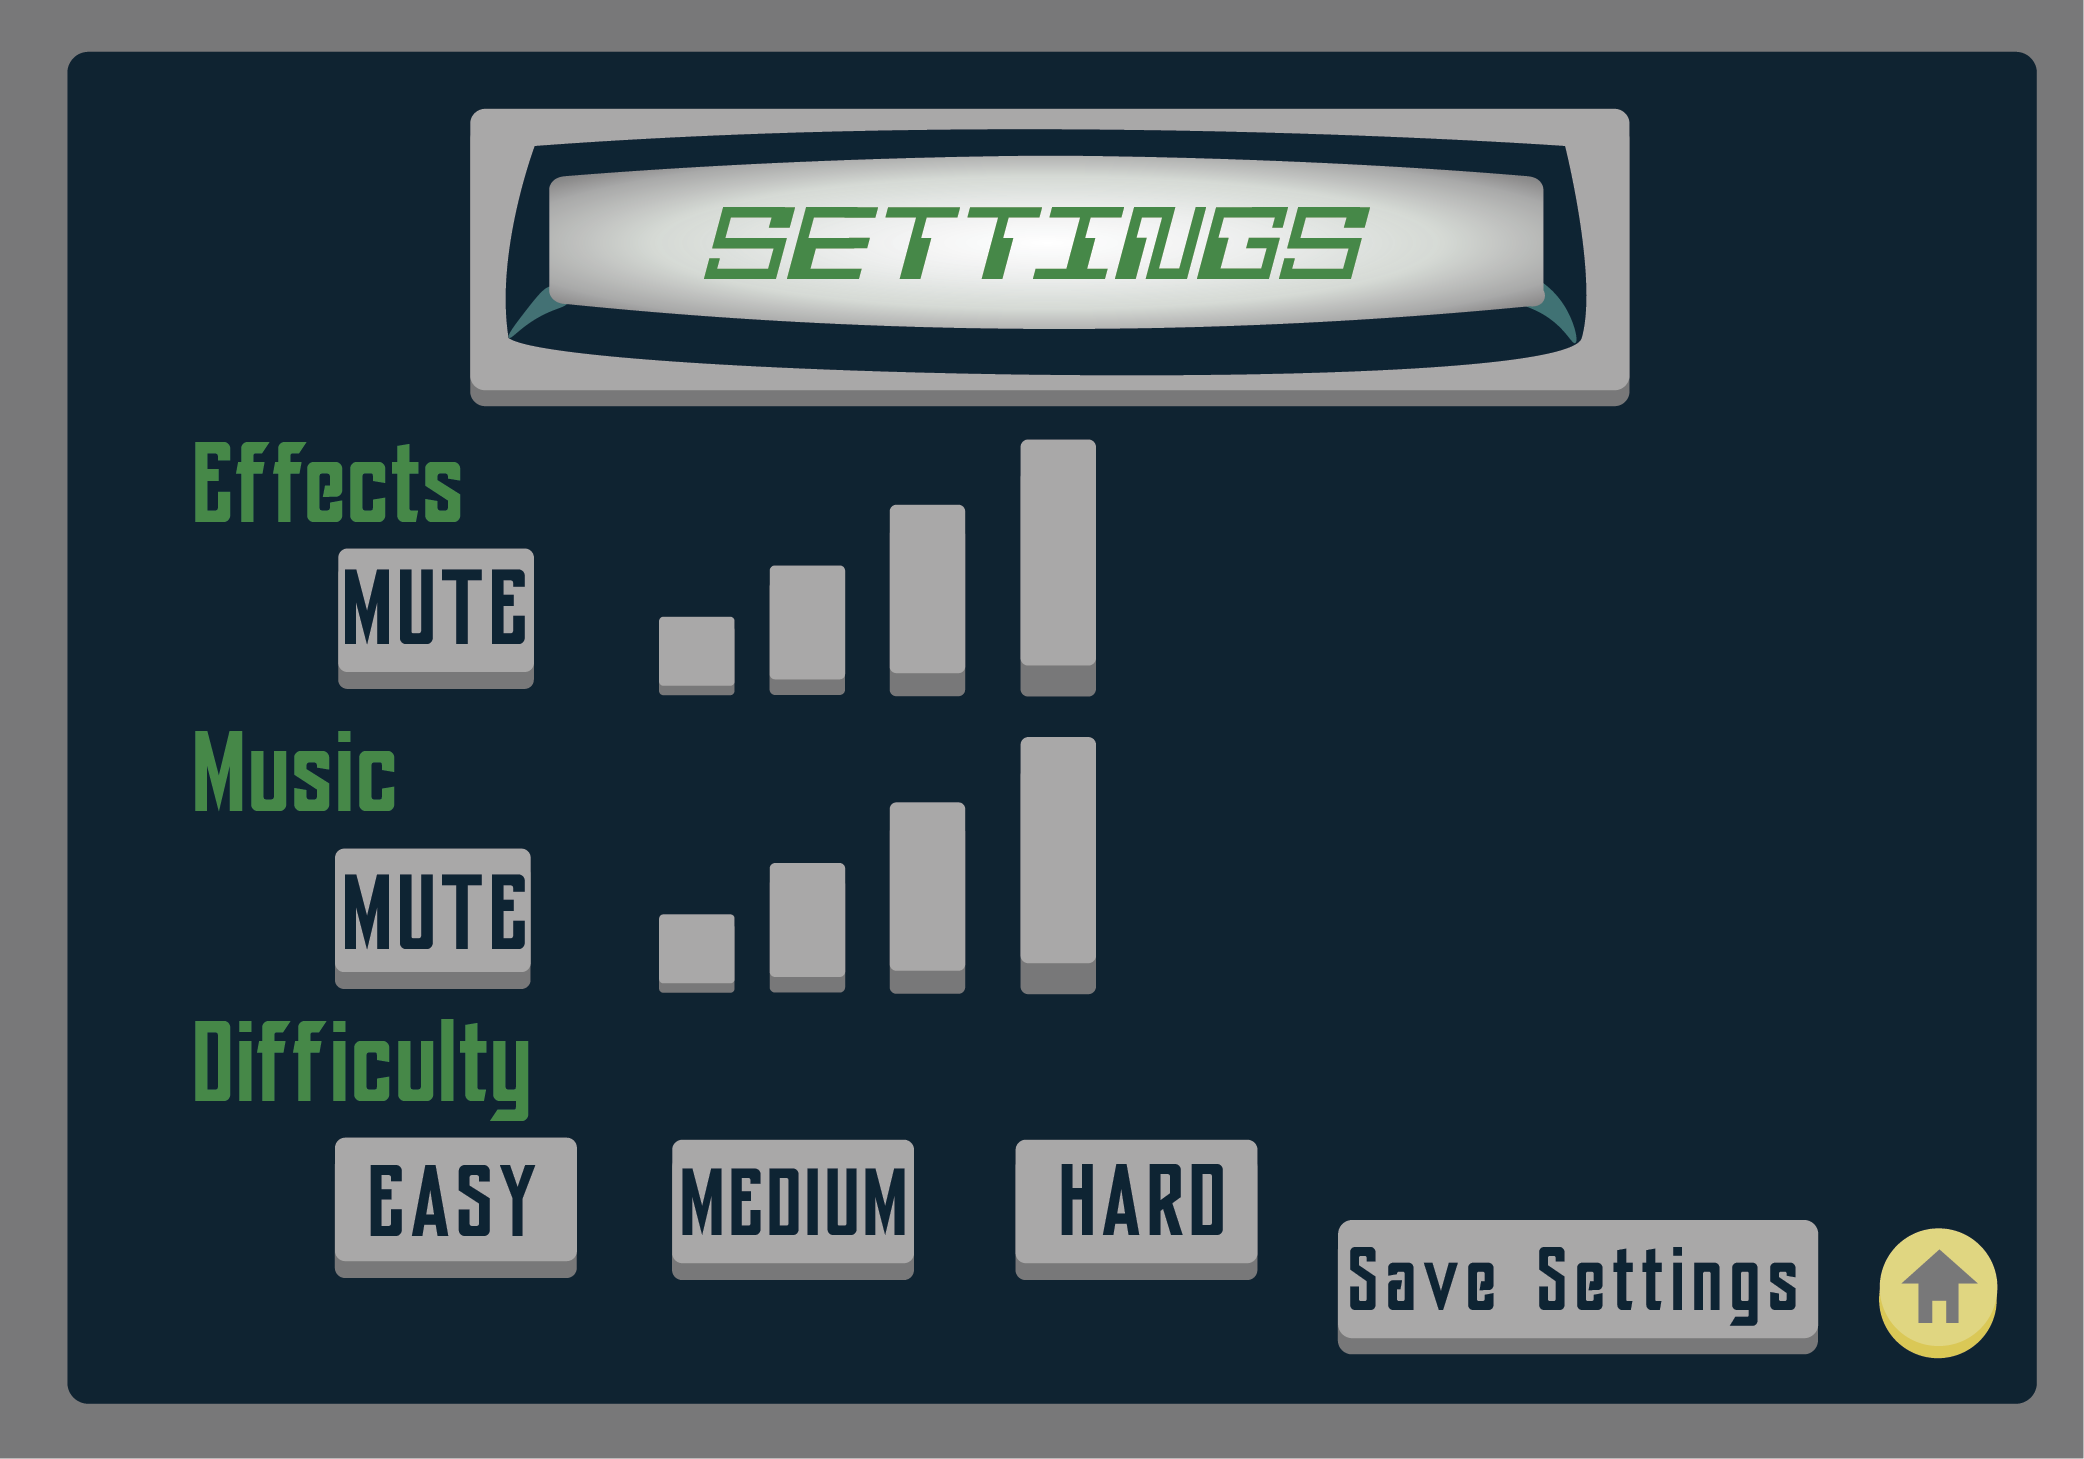 SETTINGS
Effects
MUTE
Music
MUTE
Difficulty
EASY MEDIUM HARD
Save Settings